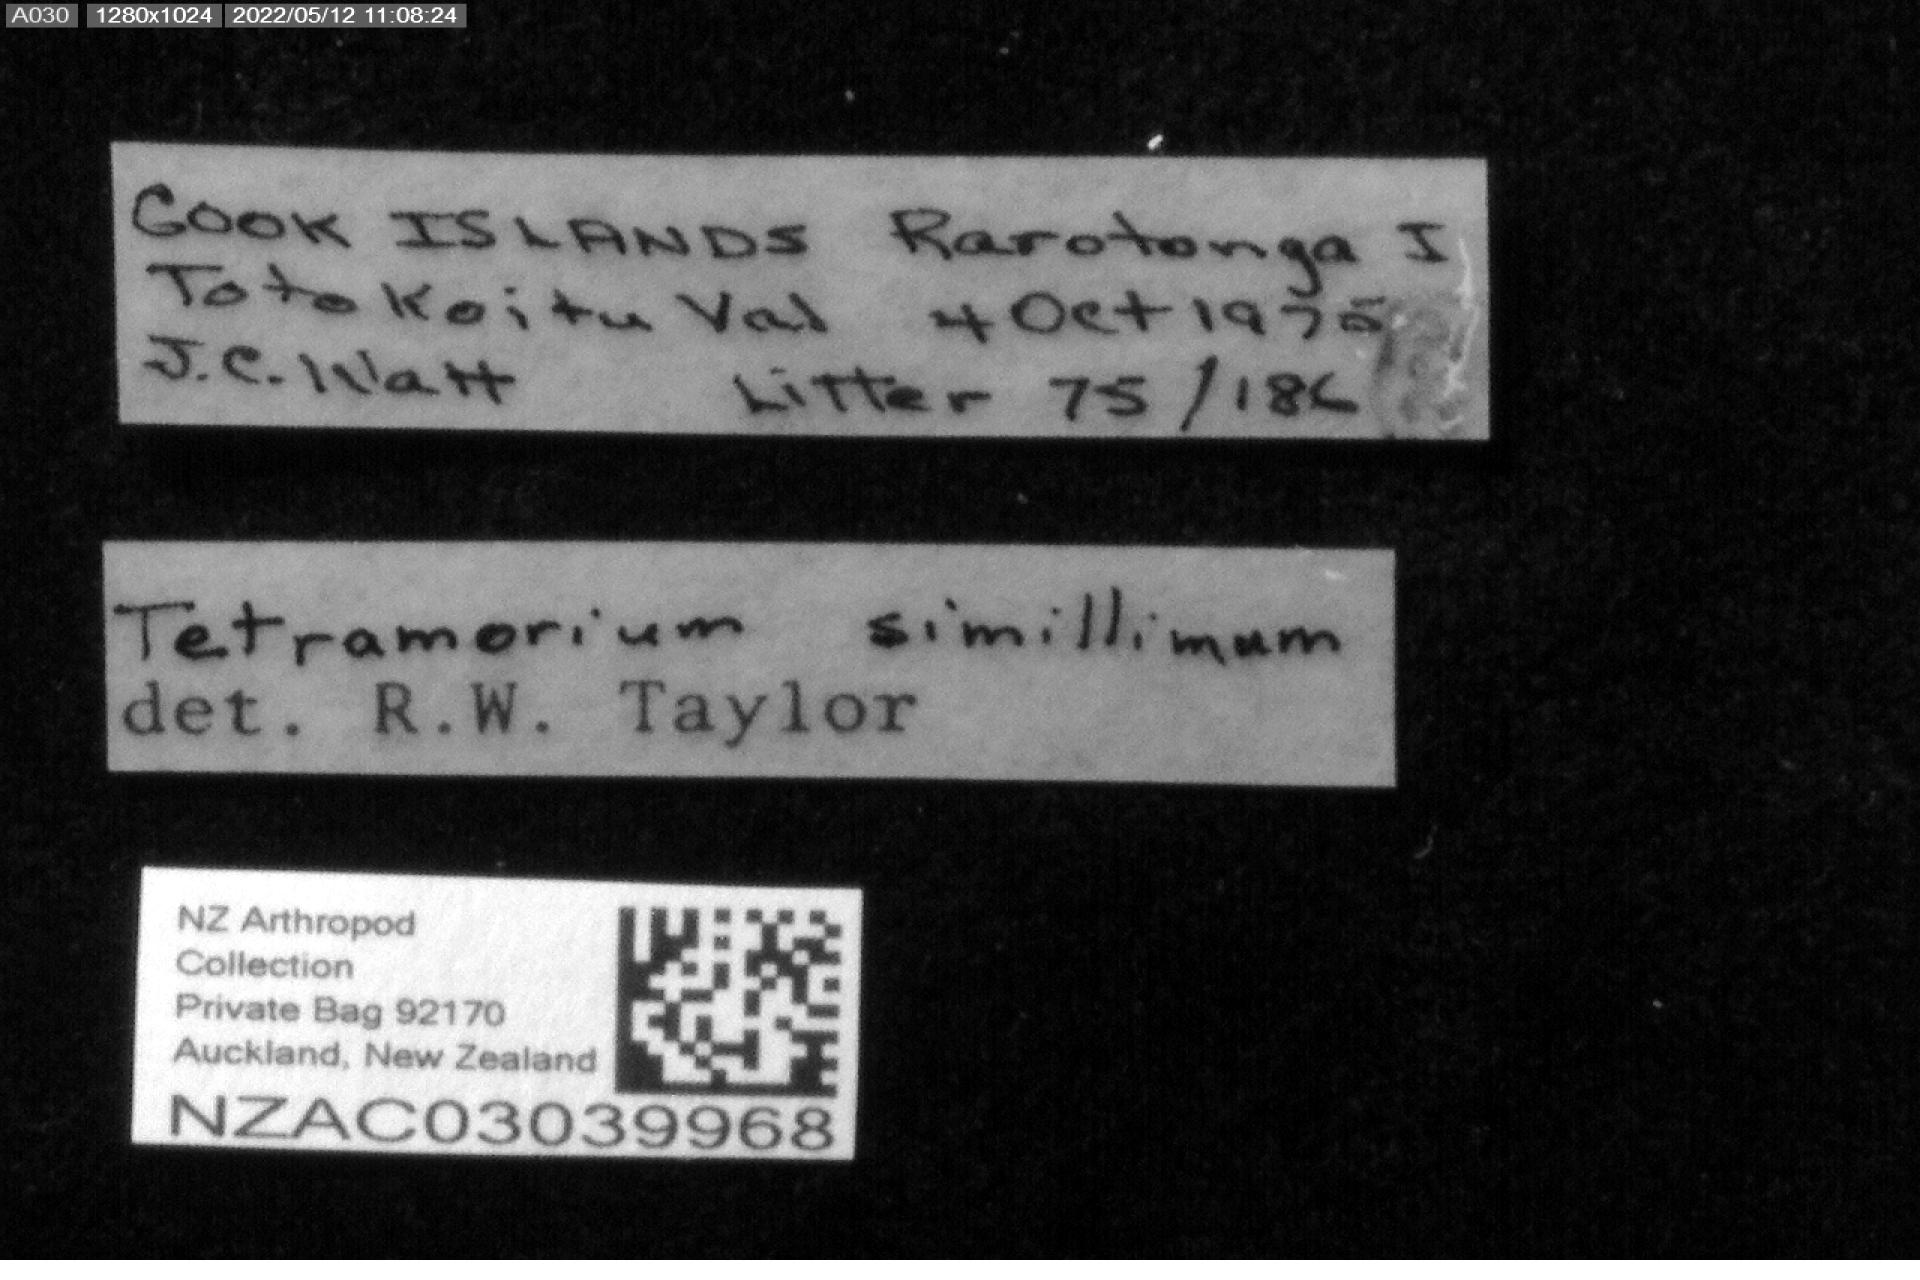 A030 1280x1024 2022/05/12 11:08:24
COOK ISLANDS Rarotonga I
Totokoitu Val 4 Oct 1975
J.C. Watt Litter 75/186
Tetramorium simillimum
det. R.W. Taylor
NZ Arthropod
Collection
Private Bag 92170
Auckland, New Zealand
NZAC03039968